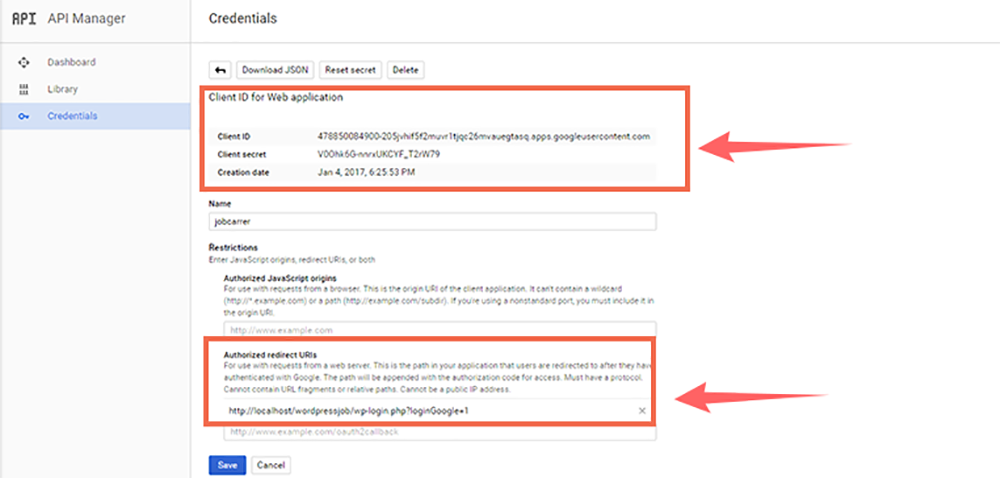 API API Manager
Credentials
Dashboard
Library
Credentials
Download JSON Reset secret Delete
Client ID for Web application
Client ID 478850084900-205jvhif5f2muvr1tjqc26mvauegtasq.apps.googleusercontent.com
Client secret V0Ohk6G-nnrxUKCYF_T2rW79
Creation date Jan 4, 2017, 6:25:53 PM
Name
jobcarrer
Restrictions
Enter JavaScript origins, redirect URIs, or both
Authorized JavaScript origins
For use with requests from a browser. This is the origin URI of the client application. It can't contain a wildcard
(http://*.example.com) or a path (http://example.com/subdir). If you're using a nonstandard port, you must include it in
the origin URI.
http://www.example.com
Authorized redirect URIs
For use with requests from a web server. This is the path in your application that users are redirected to after they have
authenticated with Google. The path will be appended with the authorization code for access. Must have a protocol.
Cannot contain URL fragments or relative paths. Cannot be a public IP address.
http://localhost/wordpressjob/wp-login.php?loginGoogle=1
http://www.example.com/oauth2callback
Save Cancel